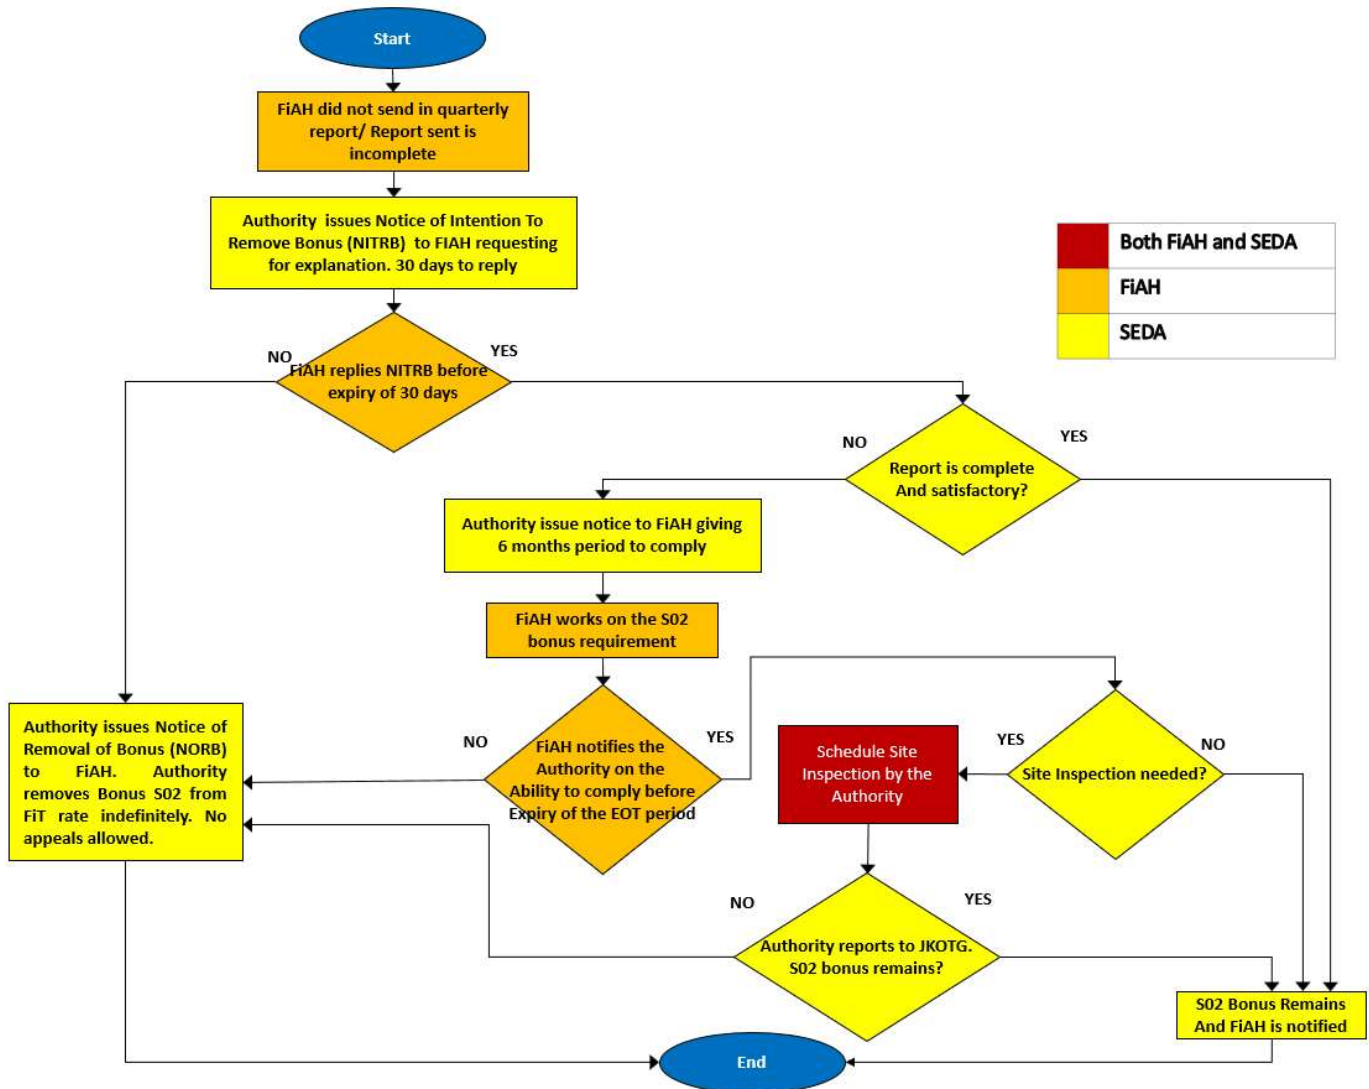 Start
FiAH did not send in quarterly
report/ Report sent is
incomplete
Authority issues Notice of Intention To
Remove Bonus (NITRB) to FIAH requesting
for explanation. 30 days to reply
Both FiAH and SEDA
FiAH
SEDA
NO
YES
FiAH replies NITRB before
expiry of 30 days
NO
YES
Report is complete
And satisfactory?
Authority issue notice to FiAH giving
6 months period to comply
FiAH works on the S02
bonus requirement
Authority issues Notice of
Removal of Bonus (NORB)
to FiAH. Authority
removes Bonus S02 from
FiT rate indefinitely. No
appeals allowed.
NO
YES
FiAH notifies the
Authority on the
Ability to comply before
Expiry of the EOT period
Schedule Site
Inspection by the
Authority
YES
NO
Site Inspection needed?
NO
YES
Authority reports to JKOTG.
S02 bonus remains?
S02 Bonus Remains
And FiAH is notified
End